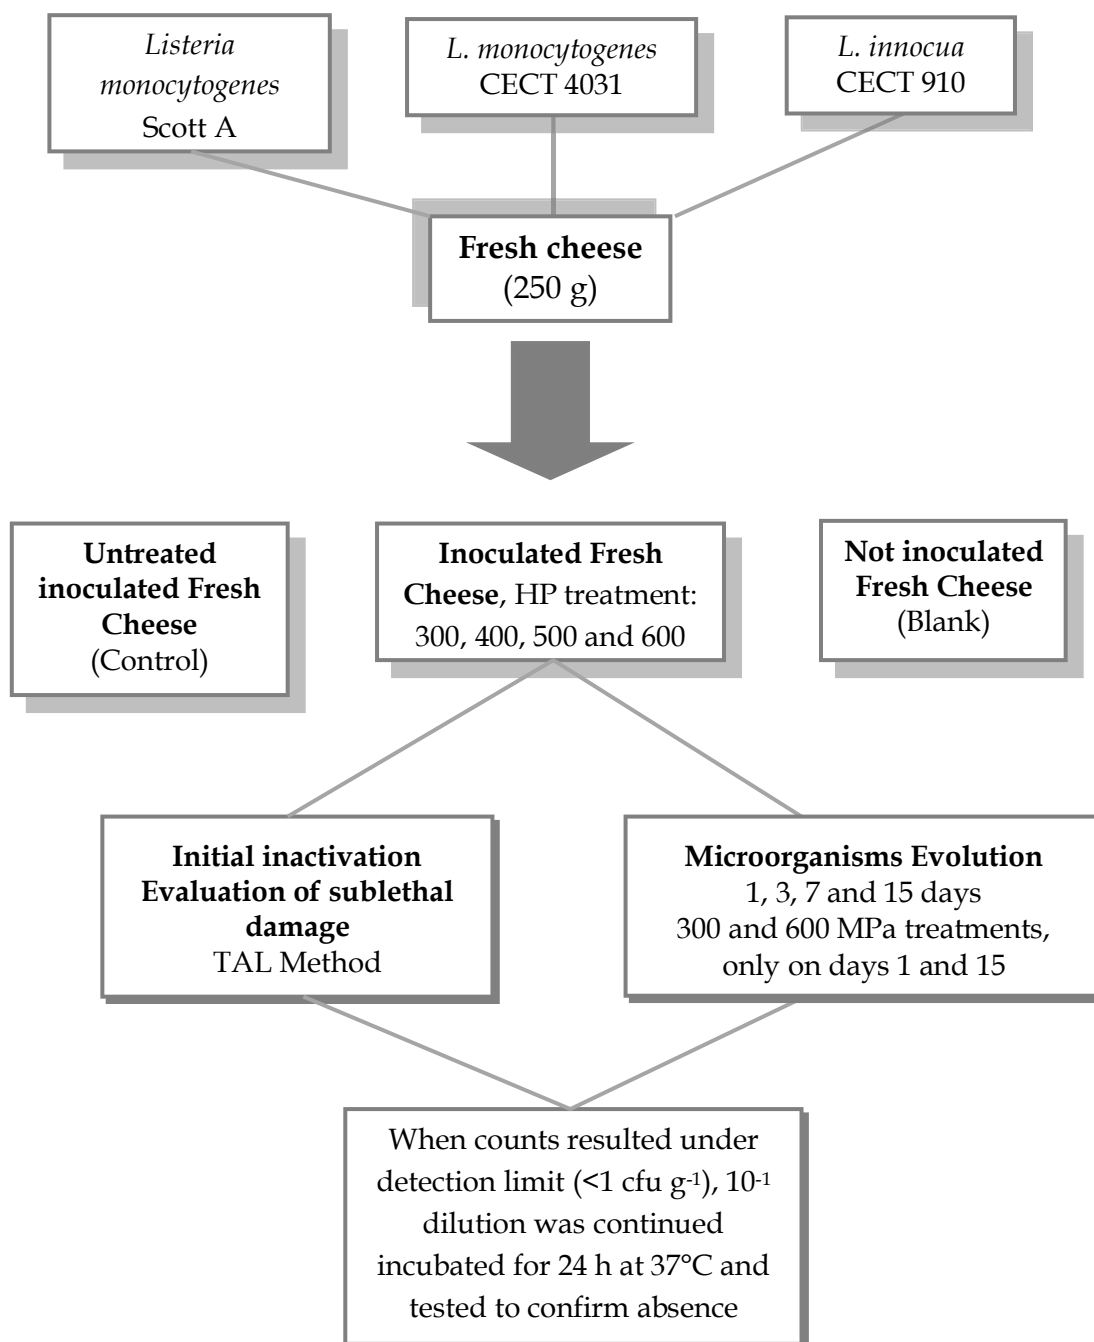 Listeria
monocytogenes
Scott A
L. monocytogenes
CECT 4031
L. innocua
CECT 910
Fresh cheese
(250 g)
Untreated
inoculated Fresh
Cheese
(Control)
Inoculated Fresh
Cheese, HP treatment:
300, 400, 500 and 600
Not inoculated
Fresh Cheese
(Blank)
Initial inactivation
Evaluation of sublethal
damage
TAL Method
Microorganisms Evolution
1, 3, 7 and 15 days
300 and 600 MPa treatments,
only on days 1 and 15
When counts resulted under
detection limit (<1 cfu g⁻¹), 10⁻¹
dilution was continued
incubated for 24 h at 37°C and
tested to confirm absence